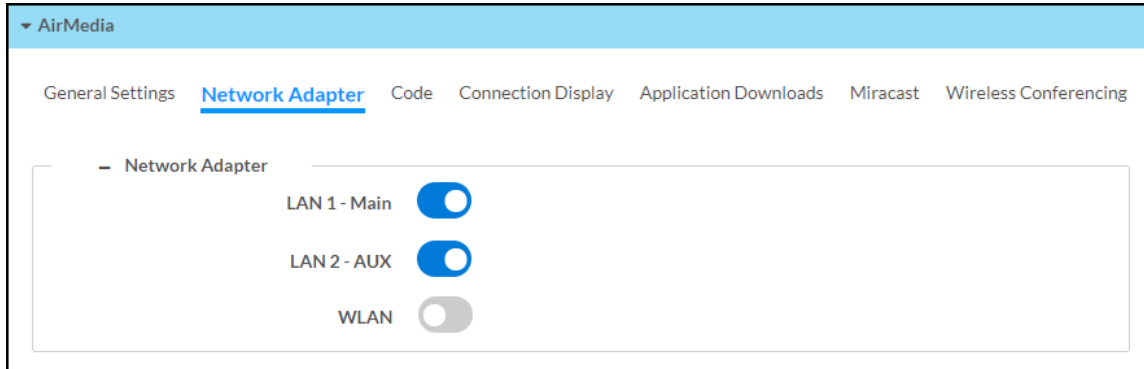 AirMedia
General Settings Network Adapter Code Connection Display Application Downloads Miracast Wireless Conferencing
– Network Adapter
LAN 1 - Main
LAN 2 - AUX
WLAN